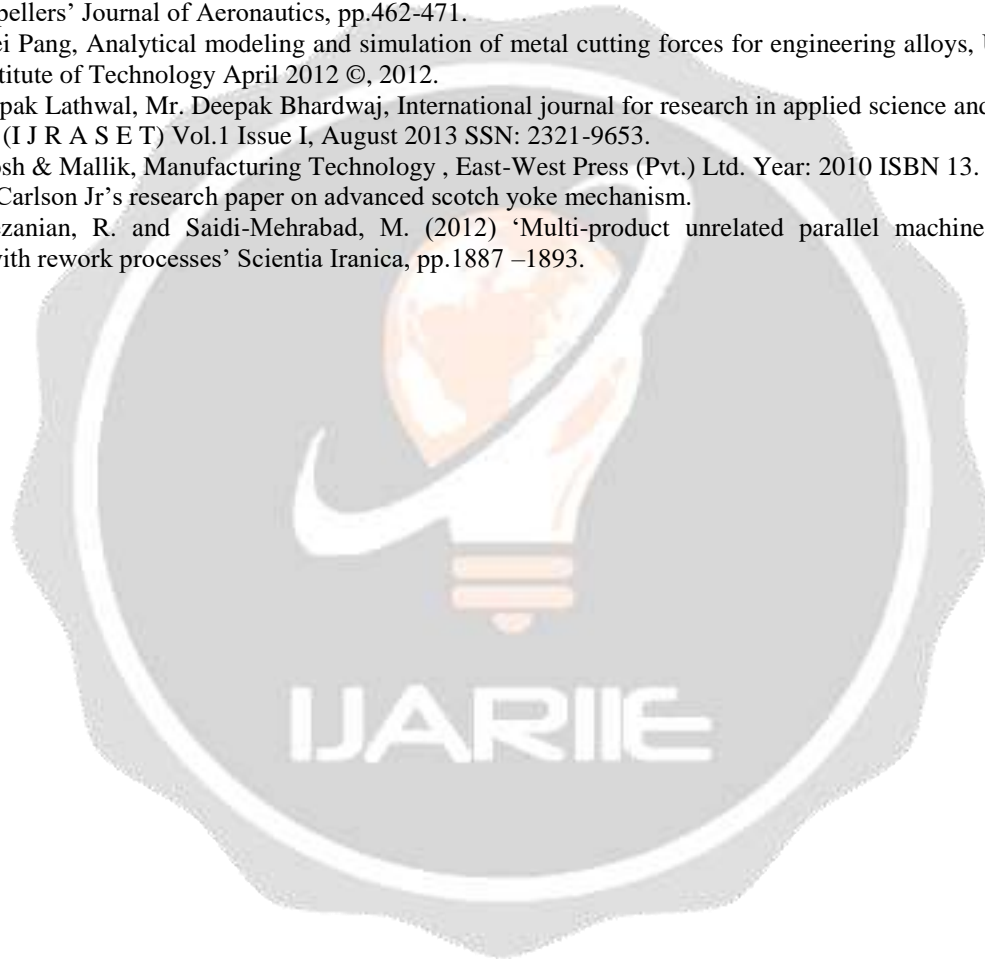 pellers’ Journal of Aeronautics, pp.462-471.
ei Pang, Analytical modeling and simulation of metal cutting forces for engineering alloys,
titute of Technology April 2012 ©, 2012.
pak Lathwal, Mr. Deepak Bhardwaj, International journal for research in applied science and
(I J R A S E T) Vol.1 Issue I, August 2013 SSN: 2321-9653.
osh & Mallik, Manufacturing Technology , East-West Press (Pvt.) Ltd. Year: 2010 ISBN 13.
Carlson Jr’s research paper on advanced scotch yoke mechanism.
zanian, R. and Saidi-Mehrabad, M. (2012) ‘Multi-product unrelated parallel machine
ith rework processes’ Scientia Iranica, pp.1887 –1893.
IJARIIE